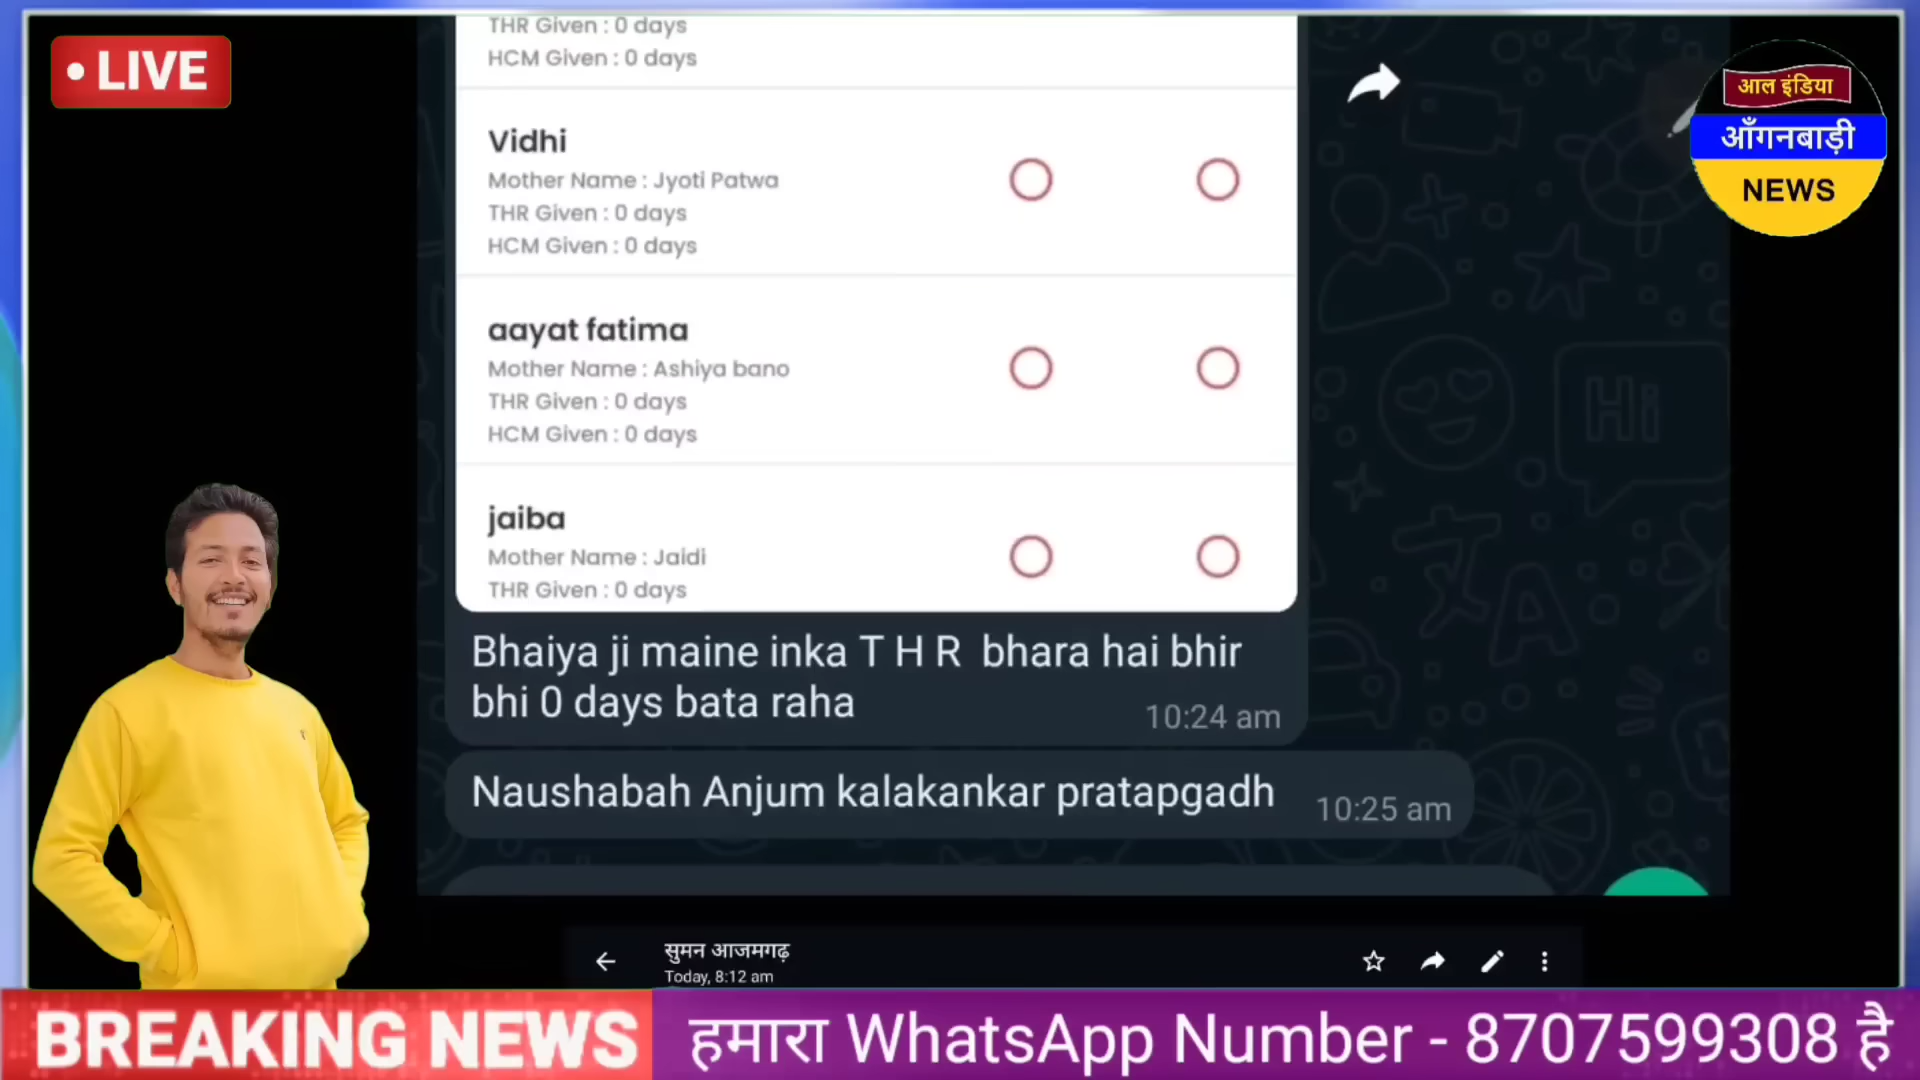 THR Given : 0 days
HCM Given : 0 days
• LIVE
आल इंडिया
आँगनबाड़ी
NEWS
Vidhi
Mother Name : Jyoti Patwa
THR Given : 0 days
HCM Given : 0 days
aayat fatima
Mother Name : Ashiya bano
THR Given : 0 days
HCM Given : 0 days
Hi
jaiba
Mother Name : Jaidi
THR Given : 0 days
Bhaiya ji maine inka T H R bhara hai bhir
bhi 0 days bata raha
10:24 am
Naushabah Anjum kalakankar pratapgadh
10:25 am
सुमन आजमगढ़
Today, 8:12 am
BREAKING NEWS
हमारा WhatsApp Number - 8707599308 है